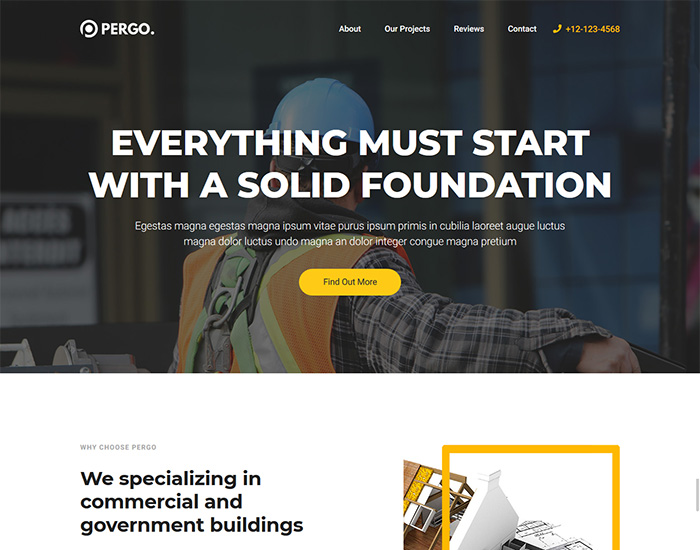 PERGO.
About Our Projects Reviews Contact +12-123-4568
EVERYTHING MUST START
WITH A SOLID FOUNDATION
Egestas magna egestas magna ipsum vitae purus ipsum primis in cubilia laoreet augue luctus
magna dolor luctus undo magna an dolor integer congue magna pretium
Find Out More
WHY CHOOSE PERGO
We specializing in
commercial and
government buildings